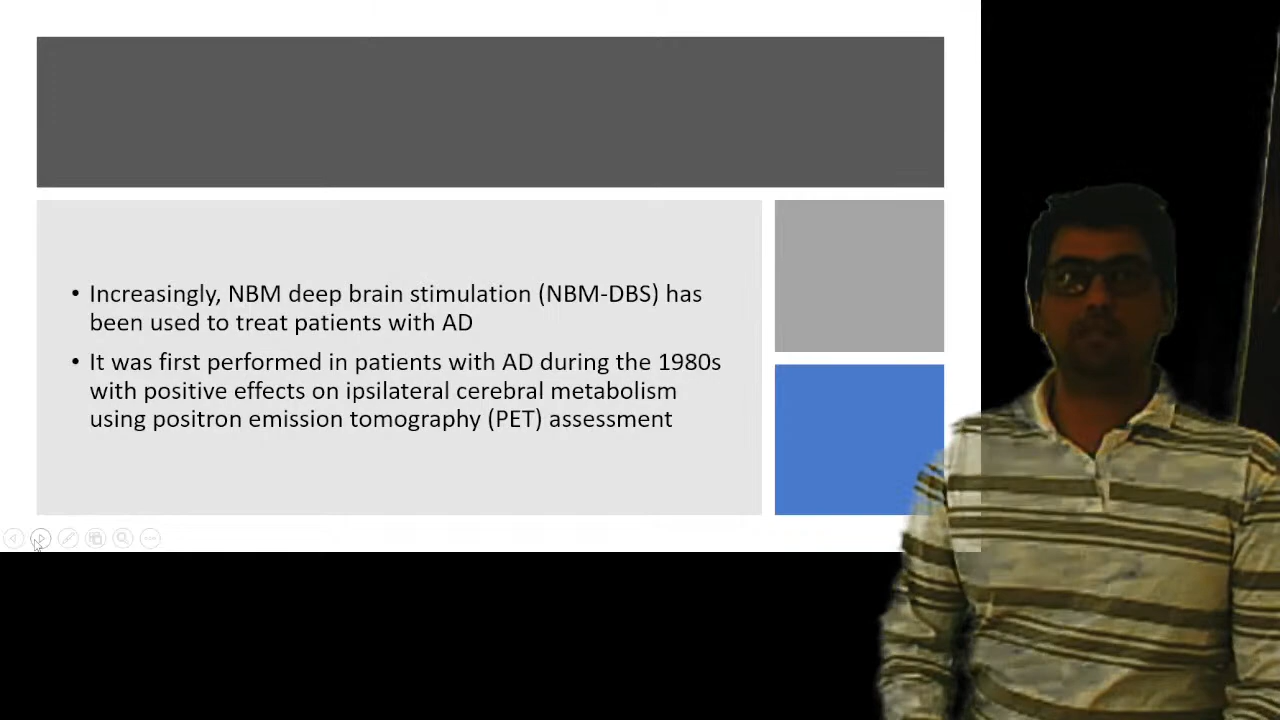 • Increasingly, NBM deep brain stimulation (NBM-DBS) has
been used to treat patients with AD
• It was first performed in patients with AD during the 1980s
with positive effects on ipsilateral cerebral metabolism
using positron emission tomography (PET) assessment